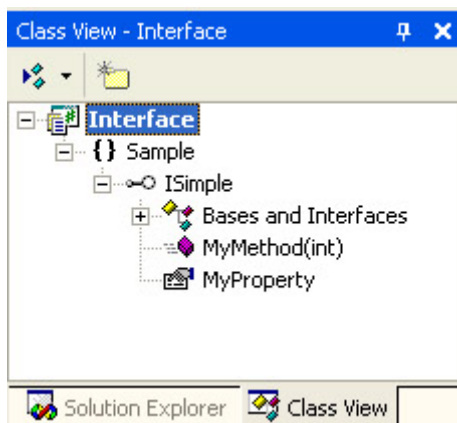 Class View - Interface
Interface
{} Sample
ISimple
Bases and Interfaces
MyMethod(int)
MyProperty
Solution Explorer
Class View